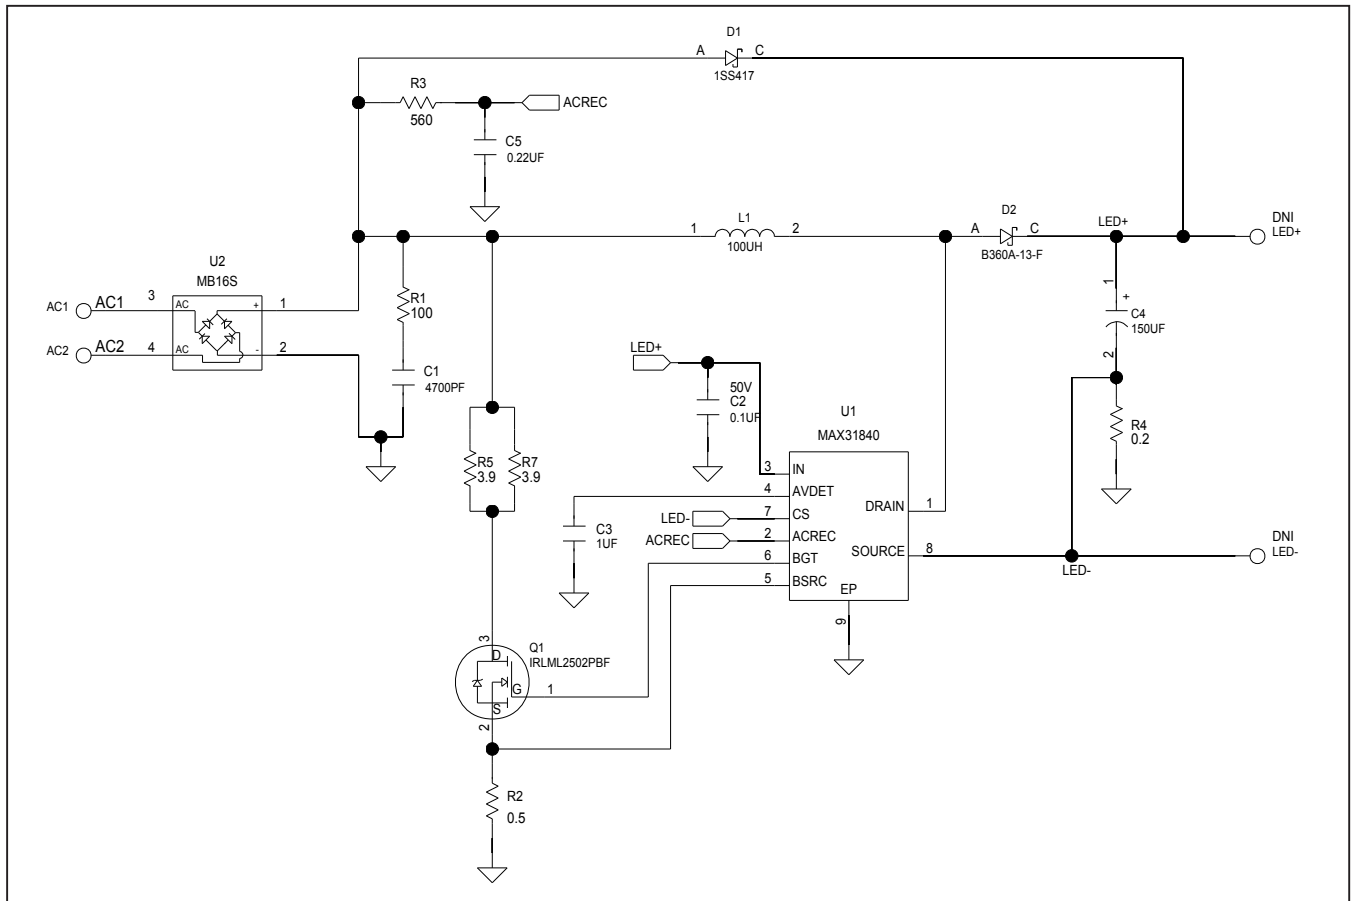 D1
A C
1SS417
R3
560
ACREC
C5
0.22UF
1 L1 2
100UH
D2
A C
B360A-13-F
LED+
DNI
LED+
U2
MB16S
AC1 AC1 3 AC + 1
AC2 AC2 4 AC - 2
R1
100
C1
4700PF
1
+
C4
150UF
2
LED+
50V
C2
0.1UF
U1
MAX31840
R4
0.2
R5
3.9
R7
3.9
3 IN
4 AVDET
LED- 7 CS
ACREC 2 ACREC
6 BGT
5 BSRC
DRAIN 1
SOURCE 8
EP
9
C3
1UF
LED-
DNI
LED-
3
Q1
IRLML2502PBF
D
G 1
S
2
R2
0.5